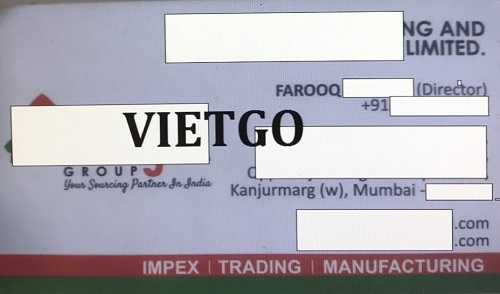 NG AND
LIMITED.
FAROOQ (Director)
+91
VIETGO
GROUP
Your Sourcing Partner In India
Kanjurmarg (w), Mumbai -
.com
.com
IMPEX | TRADING | MANUFACTURING